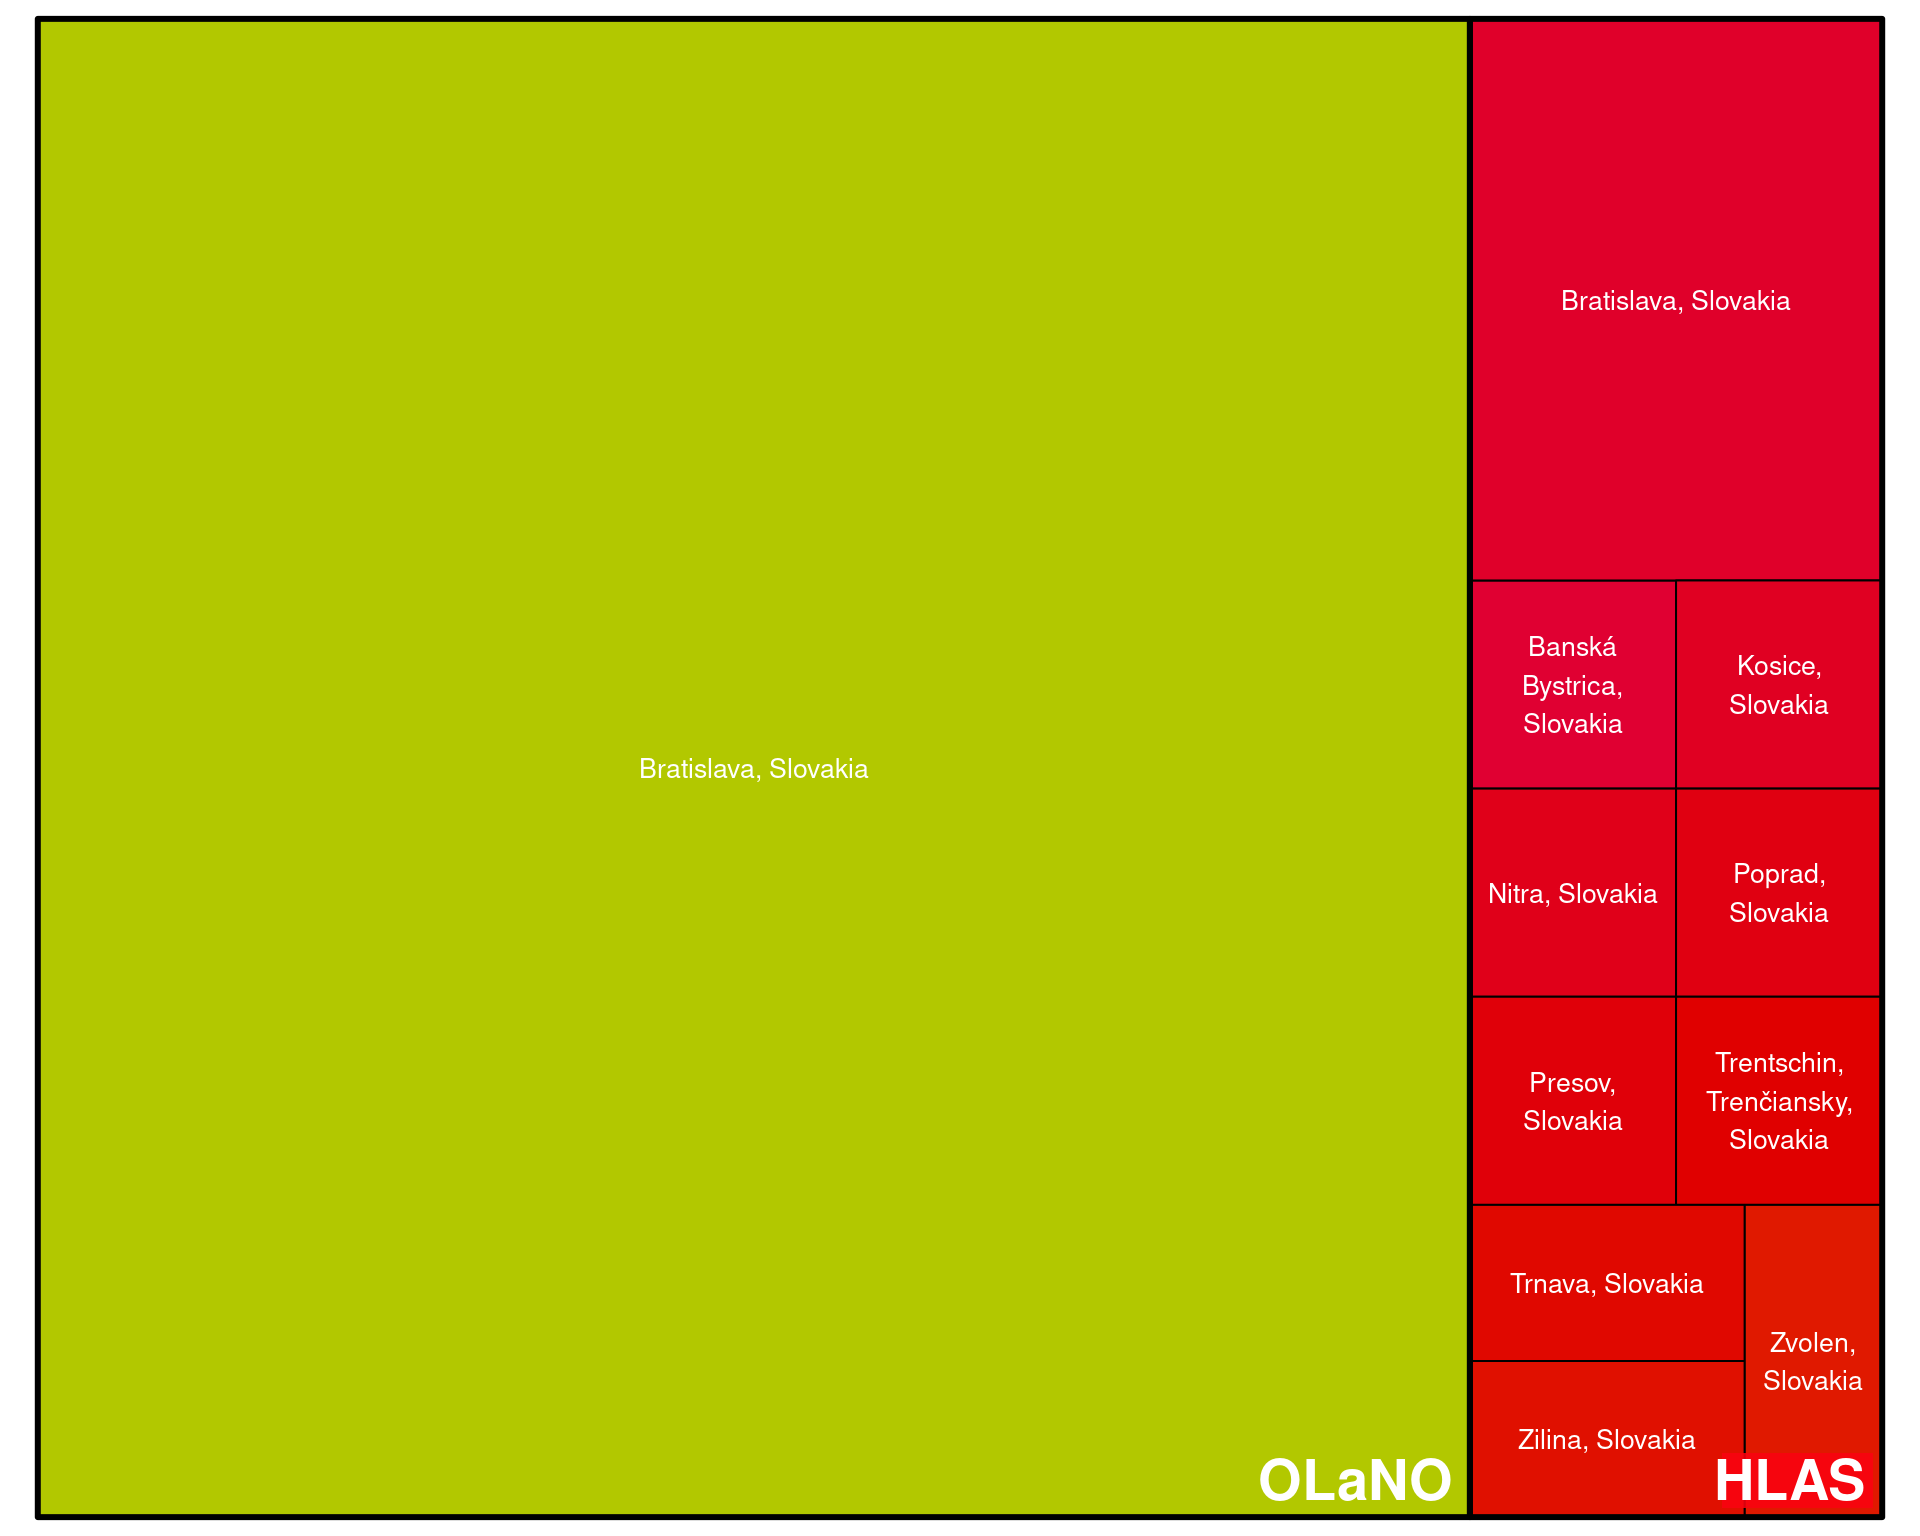 Bratislava, Slovakia
OLaNO
Bratislava, Slovakia
Banská
Bystrica,
Slovakia
Kosice,
Slovakia
Nitra, Slovakia
Poprad,
Slovakia
Presov,
Slovakia
Trentschin,
Trenčiansky,
Slovakia
Trnava, Slovakia
Zvolen,
Slovakia
Zilina, Slovakia
HLAS